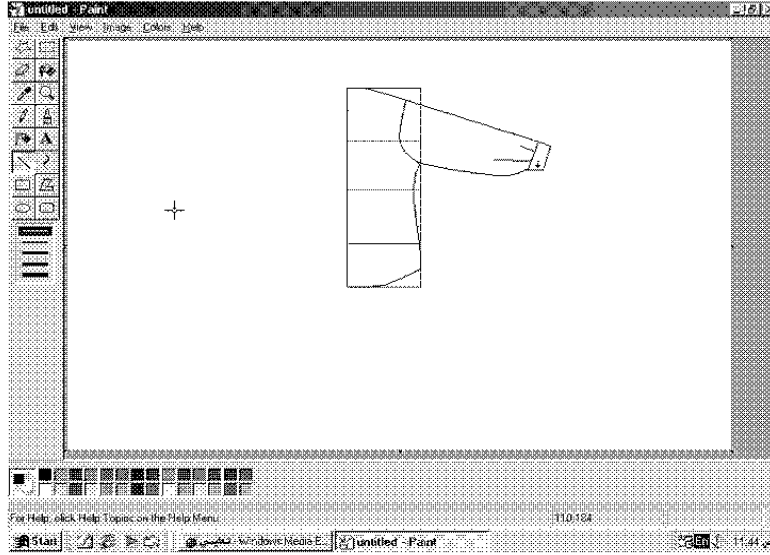 untitled - Paint
File Edit View Image Colors Help
A
For Help, click Help Topics on the Help Menu.
110,184
Start
Windows Media E...
untitled - Paint
En
11:44